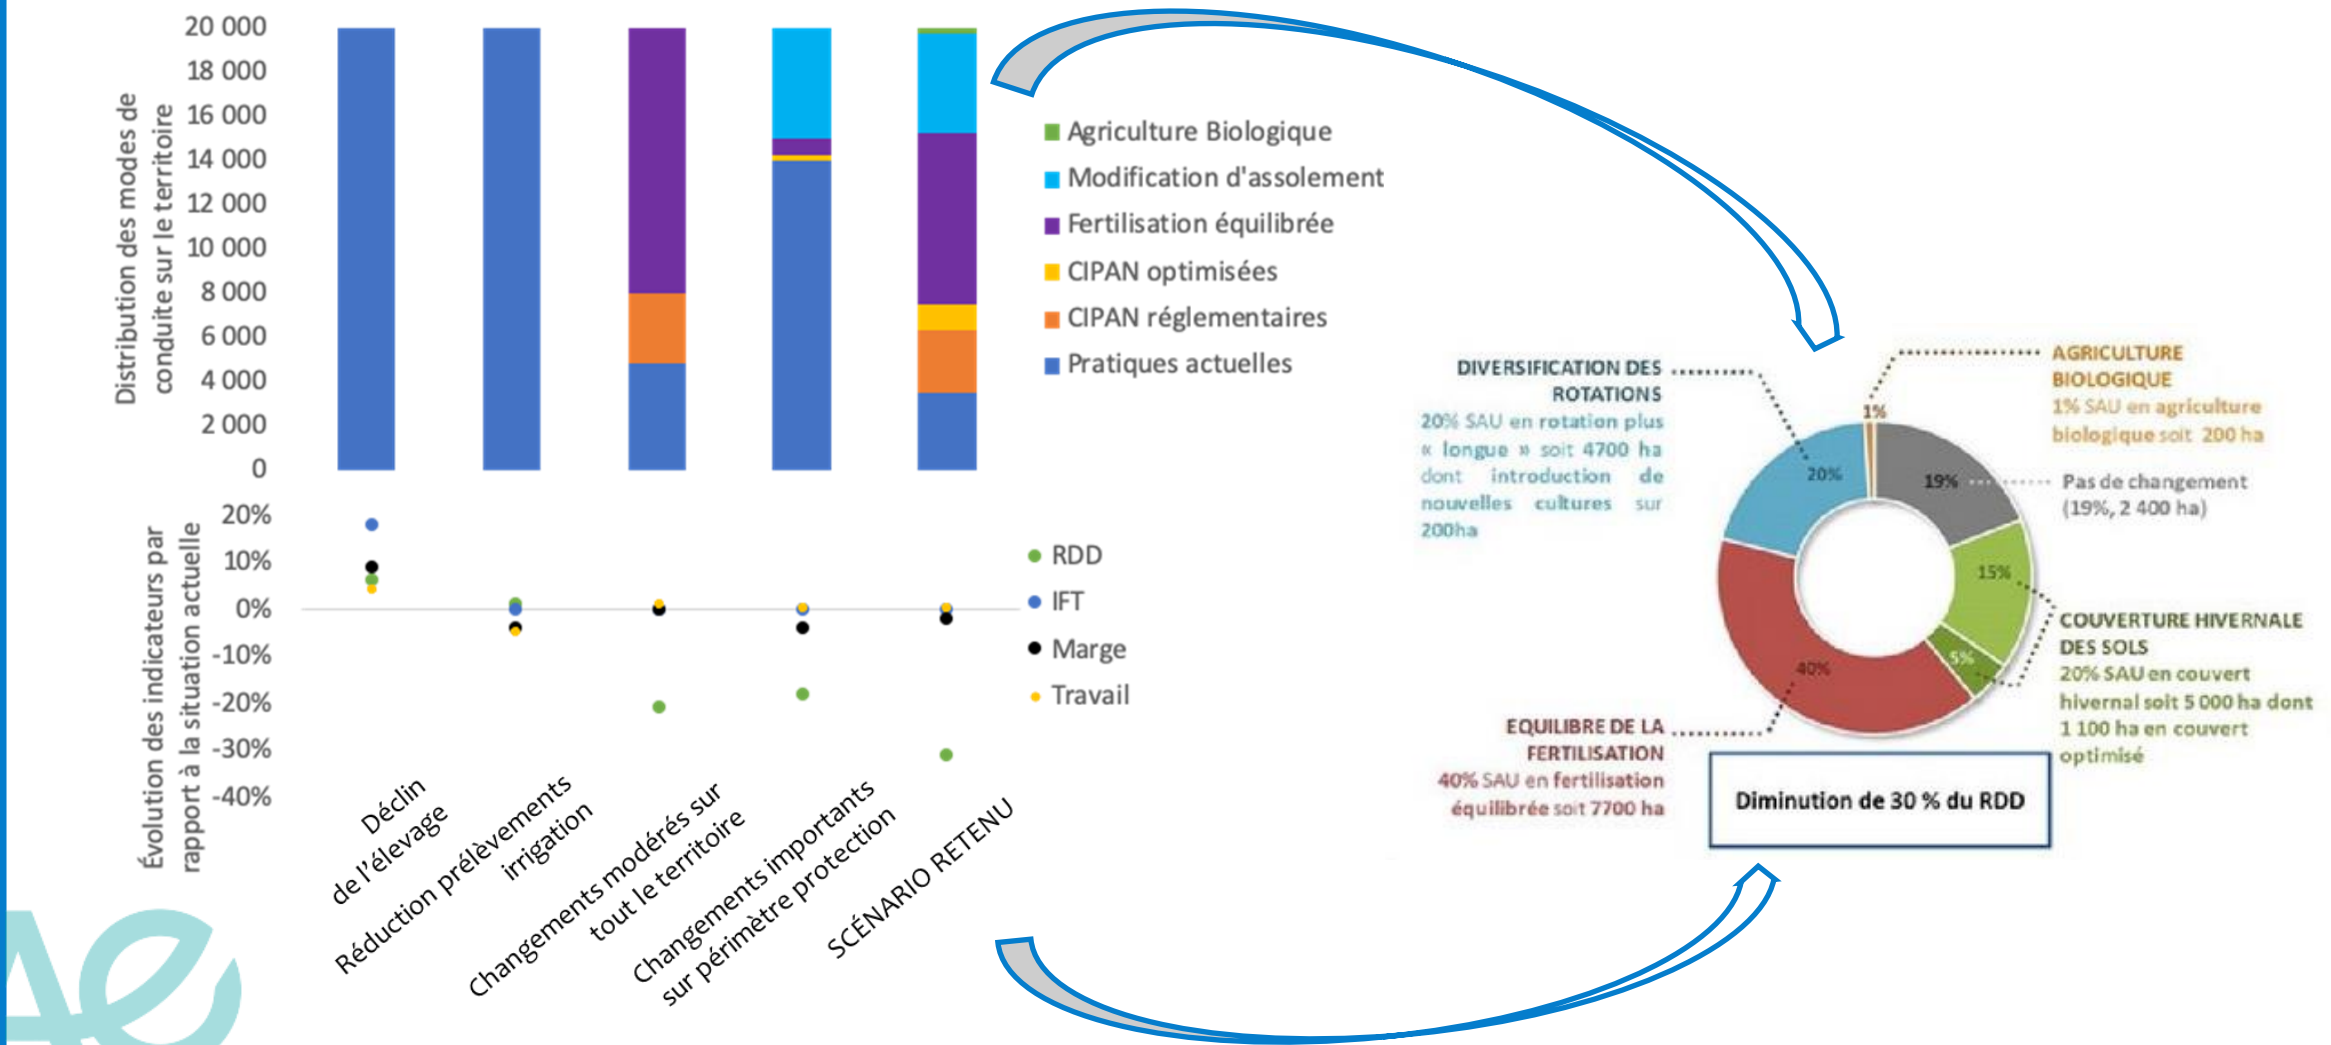 20 000
18 000
16 000
14 000
12 000
10 000
8 000
6 000
4 000
2 000
0
Distribution des modes de
conduite sur le territoire
Agriculture Biologique
Modification d'assolement
Fertilisation équilibrée
CIPAN optimisées
CIPAN réglementaires
Pratiques actuelles
20%
10%
0%
-10%
-20%
-30%
-40%
Évolution des indicateurs par
rapport à la situation actuelle
RDD
IFT
Marge
Travail
Déclin
de l'élevage
Réduction prélèvements
irrigation
Changements modérés sur
tout le territoire
Changements importants
sur périmètre protection
SCÉNARIO RETENU
DIVERSIFICATION DES
ROTATIONS
20% SAU en rotation plus
« longue » soit 4700 ha
dont introduction de
nouvelles cultures sur
200ha
AGRICULTURE
BIOLOGIQUE
1% SAU en agriculture
biologique soit 200 ha
Pas de changement
(19%, 2 400 ha)
1%
19%
20%
15%
5%
40%
COUVERTURE HIVERNALE
DES SOLS
20% SAU en couvert
hivernal soit 5 000 ha dont
1 100 ha en couvert
optimisé
EQUILIBRE DE LA
FERTILISATION
40% SAU en fertilisation
équilibrée soit 7700 ha
Diminution de 30 % du RDD